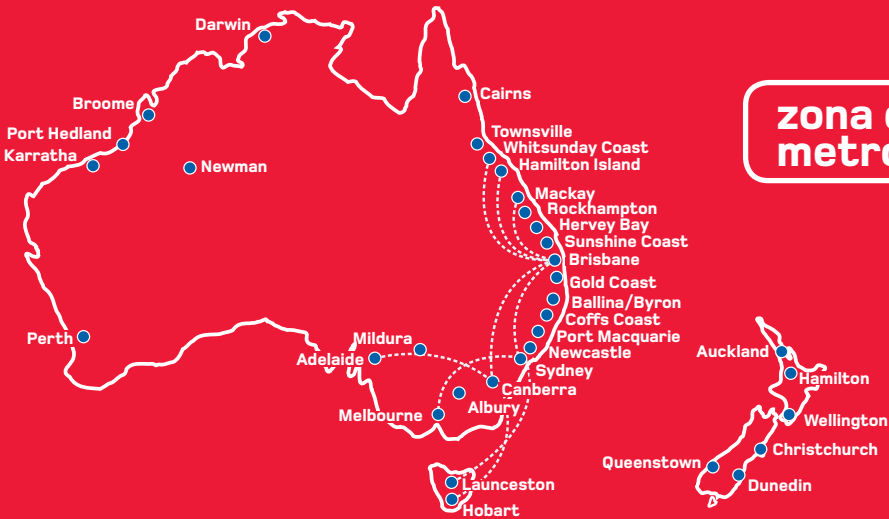 Darwin
Cairns
Broome
zona
metro
Port Hedland
Townsville
Karratha
Whitsunday Coast
Newman
Hamilton Island
Mackay
Rockhampton
Hervey Bay
Sunshine Coast
Brisbane
Gold Coast
Ballina/Byron
Coffs Coast
Perth
Mildura
Port Macquarie
Adelaide
Newcastle
Auckland
Sydney
Hamilton
Canberra
Albury
Melbourne
Wellington
Christchurch
Queenstown
Launceston
Dunedin
Hobart